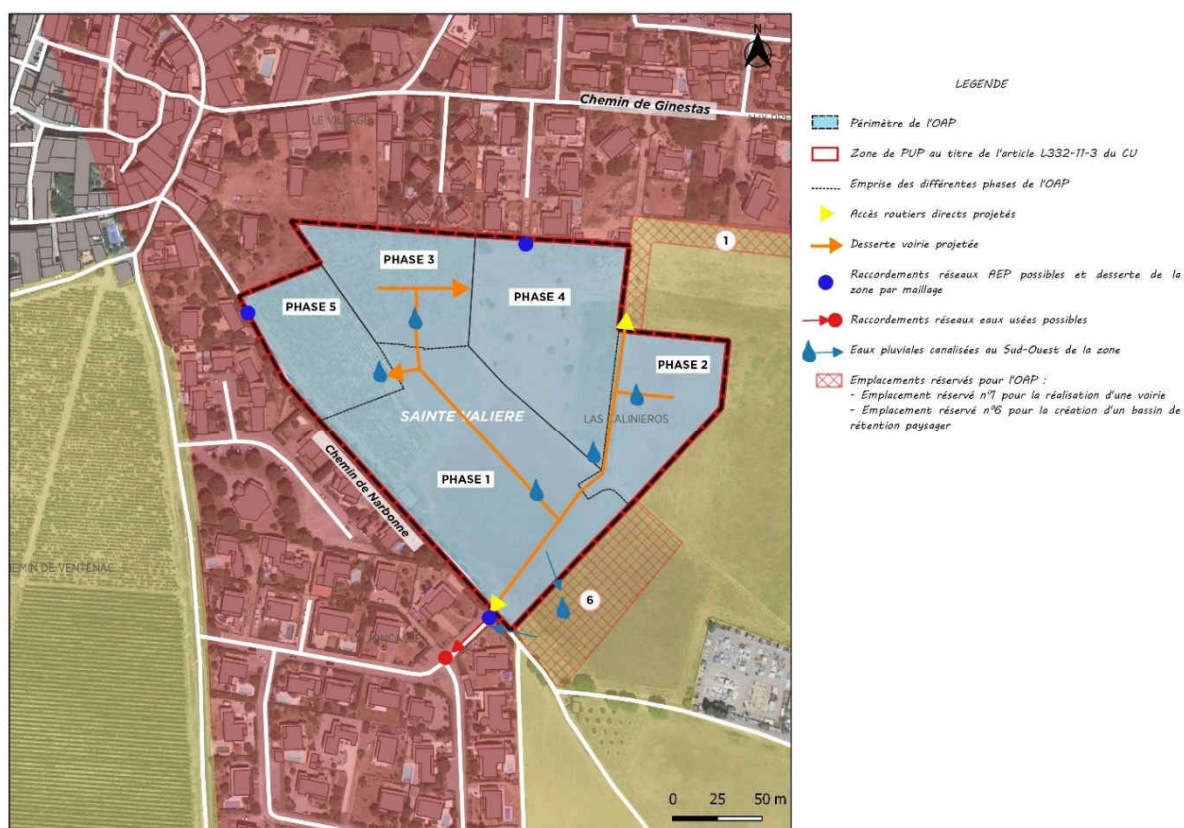 N
Chemin de Ginestas
LE VILLAGE
1
PHASE 3
PHASE 4
PHASE 5
PHASE 2
SAINTE VALIERE
PHASE 1
Chemin de Narbonne
6
0 25 50 m
LEGENDE
Périmètre de l'OAP
Zone de PUP au titre de l'article L332-11-3 du CU
Emprise des différentes phases de l'OAP
Accès routiers directs projetés
Desserte voirie projetée
Raccordements réseaux AEP possibles et desserte de la
zone par maillage
Raccordements réseaux eaux usées possibles
Eaux pluviales canalisées au Sud-Ouest de la zone
Emplacements réservés pour l'OAP :
- Emplacement réservé n°1 pour la réalisation d'une voirie
- Emplacement réservé n°6 pour la création d'un bassin de
rétention paysager